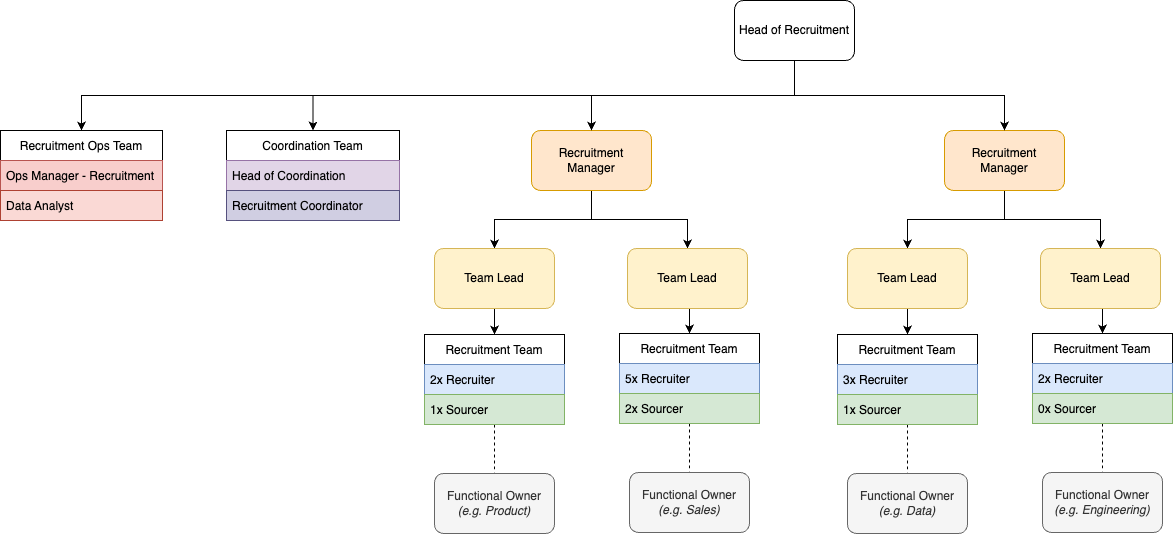 Head of Recruitment
Recruitment Ops Team
Ops Manager - Recruitment
Data Analyst
Coordination Team
Head of Coordination
Recruitment Coordinator
Recruitment
Manager
Recruitment
Manager
Team Lead
Team Lead
Team Lead
Team Lead
Recruitment Team
2x Recruiter
1x Sourcer
Recruitment Team
5x Recruiter
2x Sourcer
Recruitment Team
3x Recruiter
1x Sourcer
Recruitment Team
2x Recruiter
0x Sourcer
Functional Owner
(e.g. Product)
Functional Owner
(e.g. Sales)
Functional Owner
(e.g. Data)
Functional Owner
(e.g. Engineering)